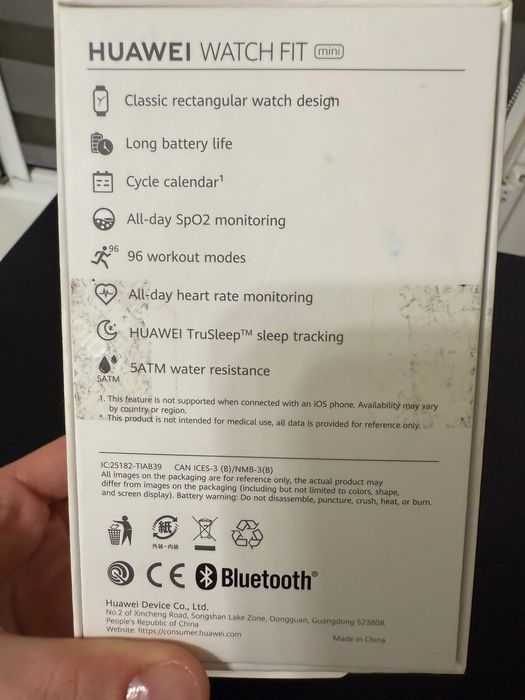 HUAWEI WATCH FIT mini
Classic rectangular watch design
Long battery life
Cycle calendar¹
All-day SpO2 monitoring
96
96 workout modes
All-day heart rate monitoring
HUAWEI TruSleep™ sleep tracking
5ATM
5ATM water resistance
1. This feature is not supported when connected with an iOS phone. Availability may vary
by country or region.
* This product is not intended for medical use, all data is provided for reference only.
IC:25182-TIAB39 CAN ICES-3 (B)/NMB-3(B)
All images on the packaging are for reference only, the actual product may
differ from images on the packaging (including but not limited to colors, shape,
and screen display). Battery warning: Do not disassemble, puncture, crush, heat, or burn.
紙
外装・内装
CE Bluetooth®
Huawei Device Co., Ltd.
No.2 of Xincheng Road, Songshan Lake Zone, Dongguan, Guangdong 523808,
People's Republic of China
Website: https://consumer.huawei.com
Made in China